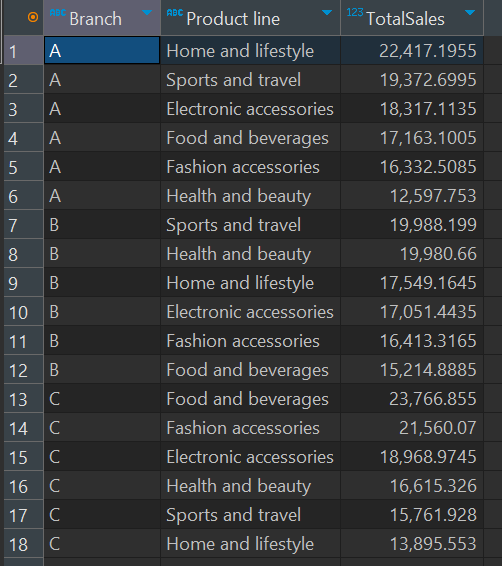 ABC Branch ABC Product line 123 TotalSales
1 A Home and lifestyle 22,417.1955
2 A Sports and travel 19,372.6995
3 A Electronic accessories 18,317.1135
4 A Food and beverages 17,163.1005
5 A Fashion accessories 16,332.5085
6 A Health and beauty 12,597.753
7 B Sports and travel 19,988.199
8 B Health and beauty 19,980.66
9 B Home and lifestyle 17,549.1645
10 B Electronic accessories 17,051.4435
11 B Fashion accessories 16,413.3165
12 B Food and beverages 15,214.8885
13 C Food and beverages 23,766.855
14 C Fashion accessories 21,560.07
15 C Electronic accessories 18,968.9745
16 C Health and beauty 16,615.326
17 C Sports and travel 15,761.928
18 C Home and lifestyle 13,895.553